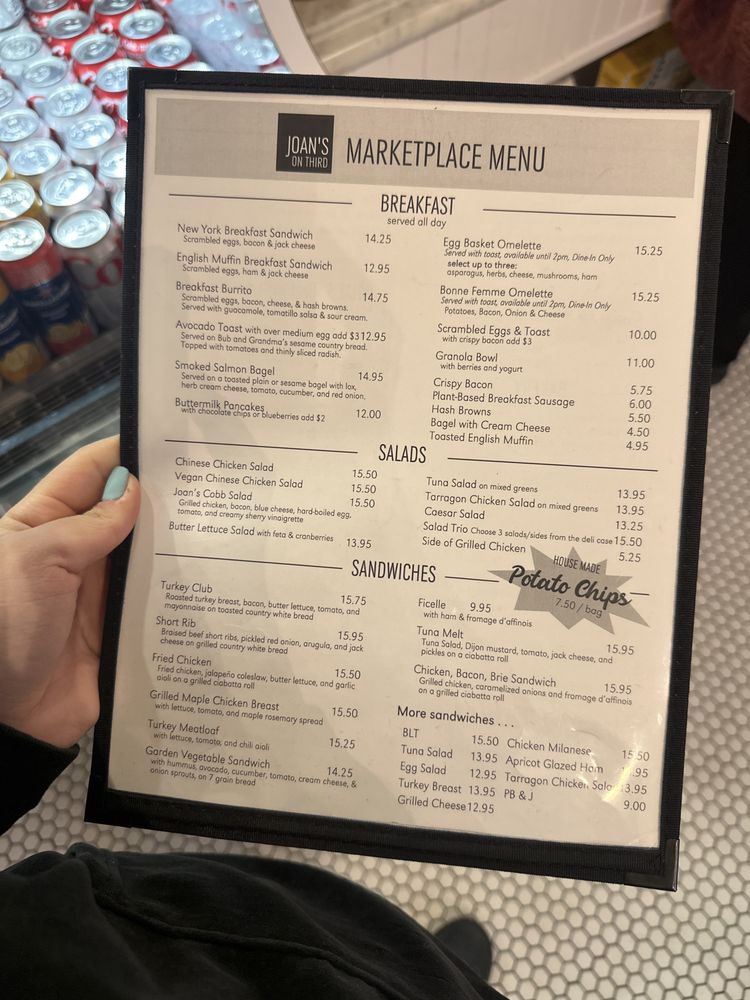 JOAN'S
ON THIRD
MARKETPLACE MENU
BREAKFAST
served all day
New York Breakfast Sandwich 14.25
Scrambled eggs, bacon & jack cheese
English Muffin Breakfast Sandwich 12.95
Scrambled eggs, ham & jack cheese
Breakfast Burrito 14.75
Scrambled eggs, bacon, cheese, & hash browns.
Served with guacamole, tomatillo salsa & sour cream.
Avocado Toast with over medium egg add $3 12.95
Served on Bub and Grandma's sesame country bread.
Topped with tomatoes and thinly sliced radish.
Smoked Salmon Bagel 14.95
Served on a toasted plain or sesame bagel with lox,
herb cream cheese, tomato, cucumber, and red onion.
Buttermilk Pancakes 12.00
with chocolate chips or blueberries add $2
Egg Basket Omelette 15.25
Served with toast, available until 2pm, Dine-In Only
select up to three:
asparagus, herbs, cheese, mushrooms, ham
Bonne Femme Omelette 15.25
Served with toast, available until 2pm, Dine-In Only
Potatoes, Bacon, Onion & Cheese
Scrambled Eggs & Toast 10.00
with crispy bacon add $3
Granola Bowl 11.00
with berries and yogurt
Crispy Bacon 5.75
Plant-Based Breakfast Sausage 6.00
Hash Browns 5.50
Bagel with Cream Cheese 4.50
Toasted English Muffin 4.95
SALADS
Chinese Chicken Salad 15.50
Vegan Chinese Chicken Salad 15.50
Joan's Cobb Salad 15.50
Grilled chicken, bacon, blue cheese, hard-boiled egg,
tomato, and creamy sherry vinaigrette
Butter Lettuce Salad with feta & cranberries 13.95
Tuna Salad on mixed greens 13.95
Tarragon Chicken Salad on mixed greens 13.95
Caesar Salad 13.25
Salad Trio Choose 3 salads/sides from the deli case 15.50
Side of Grilled Chicken 5.25
HOUSE MADE
Potato Chips
7.50 / bag
SANDWICHES
Turkey Club 15.75
Roasted turkey breast, bacon, butter lettuce, tomato, and
mayonnaise on toasted country white bread
Short Rib 15.95
Braised beef short ribs, pickled red onion, arugula, and jack
cheese on grilled country white bread
Fried Chicken 15.50
Fried chicken, jalapeño coleslaw, butter lettuce, and garlic
aioli on a grilled ciabatta roll
Grilled Maple Chicken Breast 15.50
with lettuce, tomato, and maple rosemary spread
Turkey Meatloaf 15.25
with lettuce, tomato, and chili aioli
Garden Vegetable Sandwich 14.25
with hummus, avocado, cucumber, tomato, cream cheese, &
onion sprouts, on 7 grain bread
Ficelle 9.95
with ham & fromage d'affinois
Tuna Melt 15.95
Tuna Salad, Dijon mustard, tomato, jack cheese, and
pickles on a ciabatta roll
Chicken, Bacon, Brie Sandwich 15.95
Grilled chicken, caramelized onions and fromage d'affinois
on a grilled ciabatta roll
More sandwiches . . .
BLT 15.50
Tuna Salad 13.95
Egg Salad 12.95
Turkey Breast 13.95
Grilled Cheese 12.95
Chicken Milanese 15.50
Apricot Glazed Ham
Tarragon Chicken Salad 13.95
PB & J 9.00